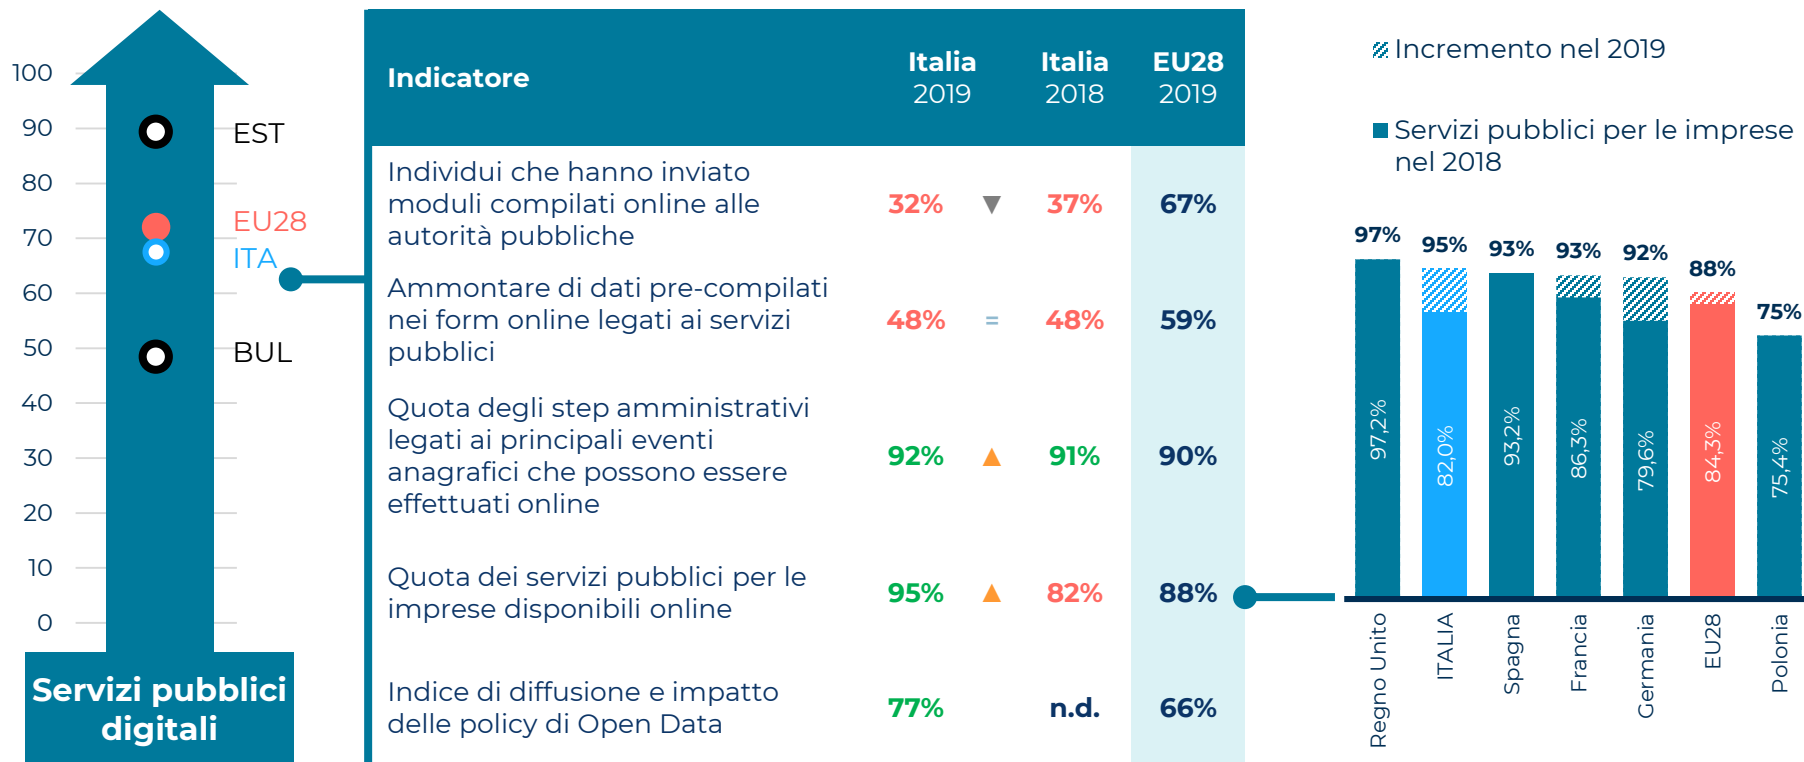 100
90
80
70
60
50
40
30
20
10
0
EST
EU28
ITA
BUL
Servizi pubblici
digitali
Indicatore
Italia
2019
Italia
2018
EU28
2019
Individui che hanno inviato
moduli compilati online alle
autorità pubbliche
32% ▼ 37% 67%
Ammontare di dati pre-compilati
nei form online legati ai servizi
pubblici
48% = 48% 59%
Quota degli step amministrativi
legati ai principali eventi
anagrafici che possono essere
effettuati online
92% ▲ 91% 90%
Quota dei servizi pubblici per le
imprese disponibili online
95% ▲ 82% 88%
Indice di diffusione e impatto
delle policy di Open Data
77% n.d. 66%
Incremento nel 2019
Servizi pubblici per le imprese
nel 2018
97% 95% 93% 93% 92% 88% 75%
97,2% 82,0% 93,2% 86,3% 79,6% 84,3% 75,4%
Regno Unito
ITALIA
Spagna
Francia
Germania
EU28
Polonia